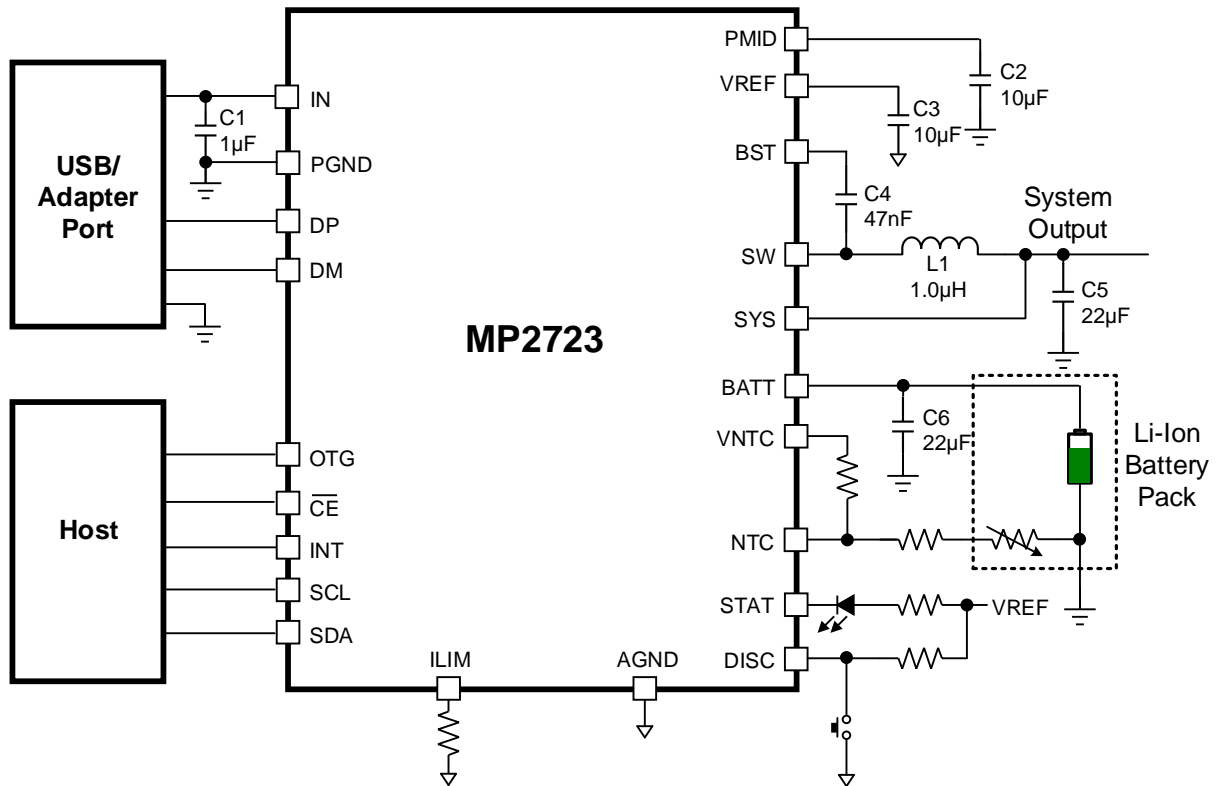 USB/
Adapter
Port
C1
1µF
IN
PGND
DP
DM
Host
OTG
CE
INT
SCL
SDA
MP2723
ILIM
AGND
PMID
VREF
BST
SW
SYS
BATT
VNTC
NTC
STAT
DISC
C2
10µF
C3
10µF
C4
47nF
L1
1.0µH
System
Output
C5
22µF
C6
22µF
Li-Ion
Battery
Pack
VREF